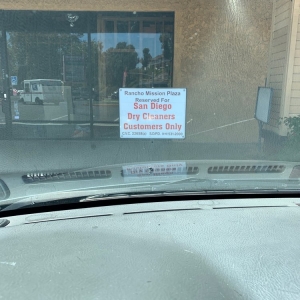 Rancho Mission Plaza
Reserved For
San Diego
Dry Cleaners
Customers Only